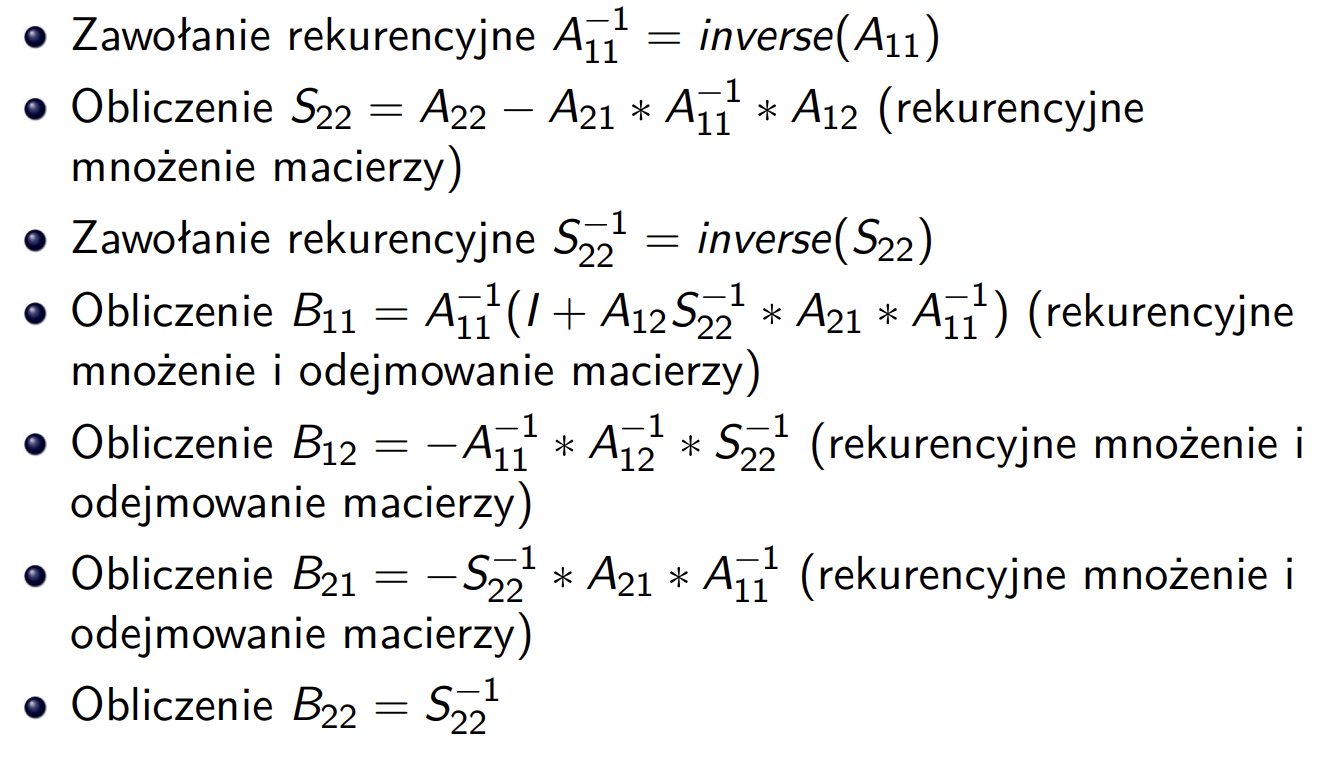 • Zawołanie rekurencyjne $A_{11}^{-1} = inverse(A_{11})$
• Obliczenie $S_{22} = A_{22} - A_{21} * A_{11}^{-1} * A_{12}$ (rekurencyjne
mnożenie macierzy)
• Zawołanie rekurencyjne $S_{22}^{-1} = inverse(S_{22})$
• Obliczenie $B_{11} = A_{11}^{-1}(I + A_{12}S_{22}^{-1} * A_{21} * A_{11}^{-1})$ (rekurencyjne
mnożenie i odejmowanie macierzy)
• Obliczenie $B_{12} = -A_{11}^{-1} * A_{12}^{-1} * S_{22}^{-1}$ (rekurencyjne mnożenie i
odejmowanie macierzy)
• Obliczenie $B_{21} = -S_{22}^{-1} * A_{21} * A_{11}^{-1}$ (rekurencyjne mnożenie i
odejmowanie macierzy)
• Obliczenie $B_{22} = S_{22}^{-1}$